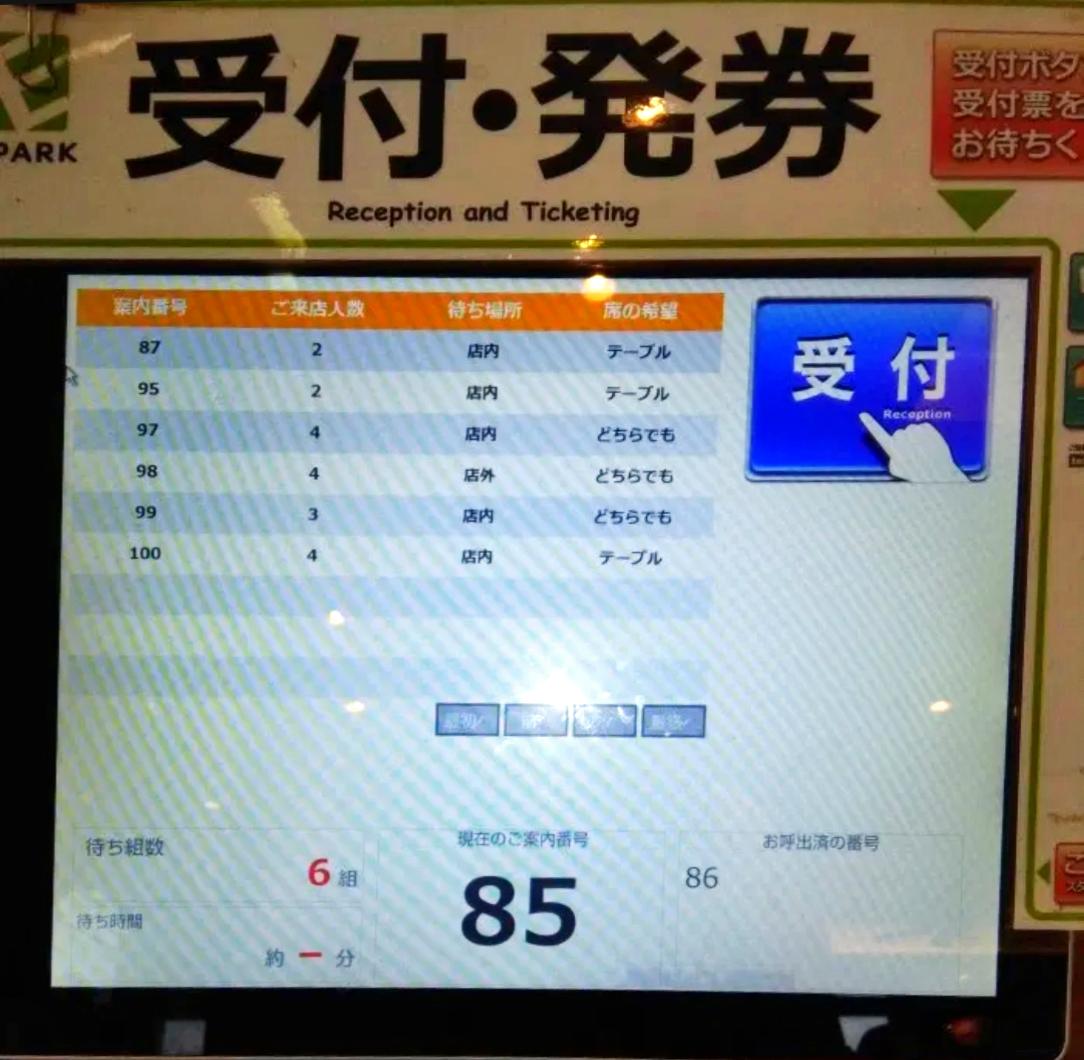 PARK
受付・発券
Reception and Ticketing
受付ボタ
受付票を
お待ちく
案内番号 ご来店人数 待ち場所 席の希望
87 2 店内 テーブル
95 2 店内 テーブル
97 4 店内 どちらでも
98 4 店外 どちらでも
99 3 店内 どちらでも
100 4 店内 テーブル
受付
Reception
待ち組数
6組
待ち時間
約 ー 分
現在のご案内番号
85
お呼出済の番号
86